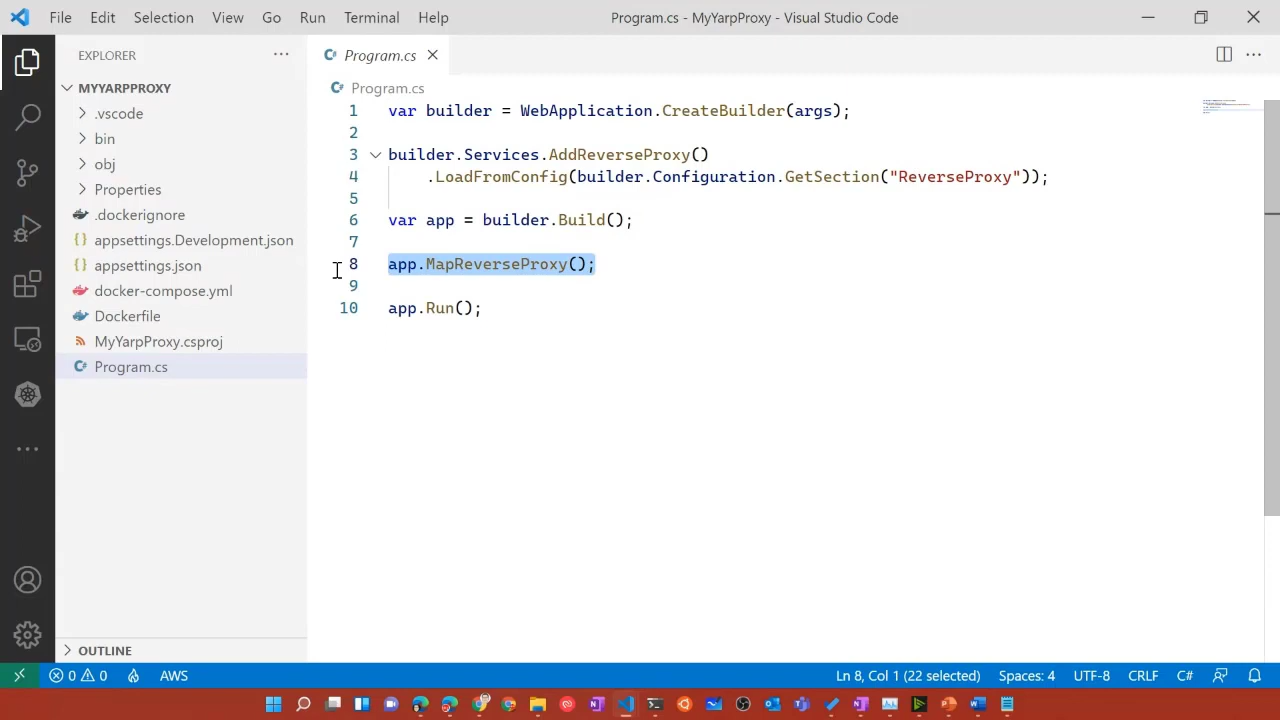 File Edit Selection View Go Run Terminal Help Program.cs - MyYarpProxy - Visual Studio Code
EXPLORER
Program.cs
MYYARPPROXY
.vscode
bin
obj
Properties
.dockerignore
appsettings.Development.json
appsettings.json
docker-compose.yml
Dockerfile
MyYarpProxy.csproj
Program.cs
OUTLINE
Program.cs
1 var builder = WebApplication.CreateBuilder(args);
2
3 builder.Services.AddReverseProxy()
4 .LoadFromConfig(builder.Configuration.GetSection("ReverseProxy"));
5
6 var app = builder.Build();
7
8 app.MapReverseProxy();
9
10 app.Run();
0 0 AWS Ln 8, Col 1 (22 selected) Spaces: 4 UTF-8 CRLF C#